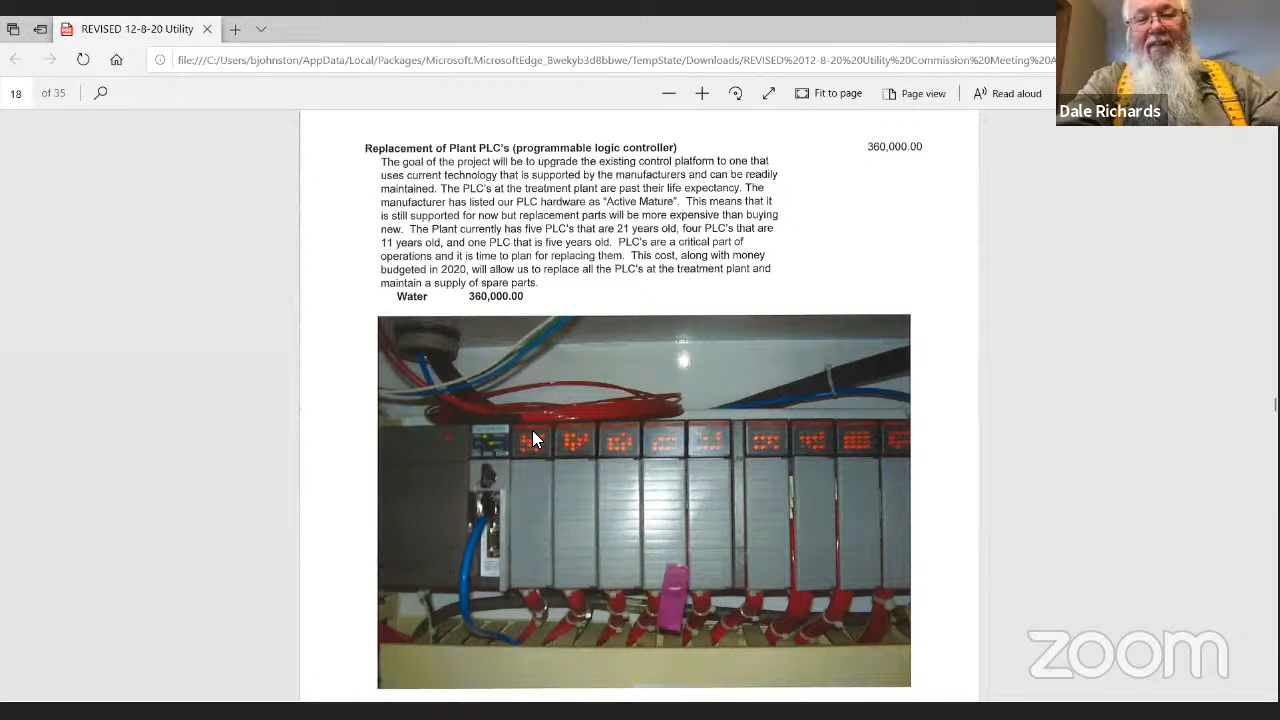 REVISED 12-8-20 Utility
file:///C:/Users/bjohnston/AppData/Local/Packages/Microsoft.MicrosoftEdge_8wekyb3d8bbwe/TempState/Downloads/REVISED%2012-8-20%20Utility%20Commission%20Meeting%20A
18 of 35
Fit to page
Page view
Read aloud
Dale Richards
Replacement of Plant PLC's (programmable logic controller) 360,000.00
The goal of the project will be to upgrade the existing control platform to one that
uses current technology that is supported by the manufacturers and can be readily
maintained. The PLC's at the treatment plant are past their life expectancy. The
manufacturer has listed our PLC hardware as "Active Mature". This means that it
is still supported for now but replacement parts will be more expensive than buying
new. The Plant currently has five PLC's that are 21 years old, four PLC's that are
11 years old, and one PLC that is five years old. PLC's are a critical part of
operations and it is time to plan for replacing them. This cost, along with money
budgeted in 2020, will allow us to replace all the PLC's at the treatment plant and
maintain a supply of spare parts.
Water 360,000.00
zoom